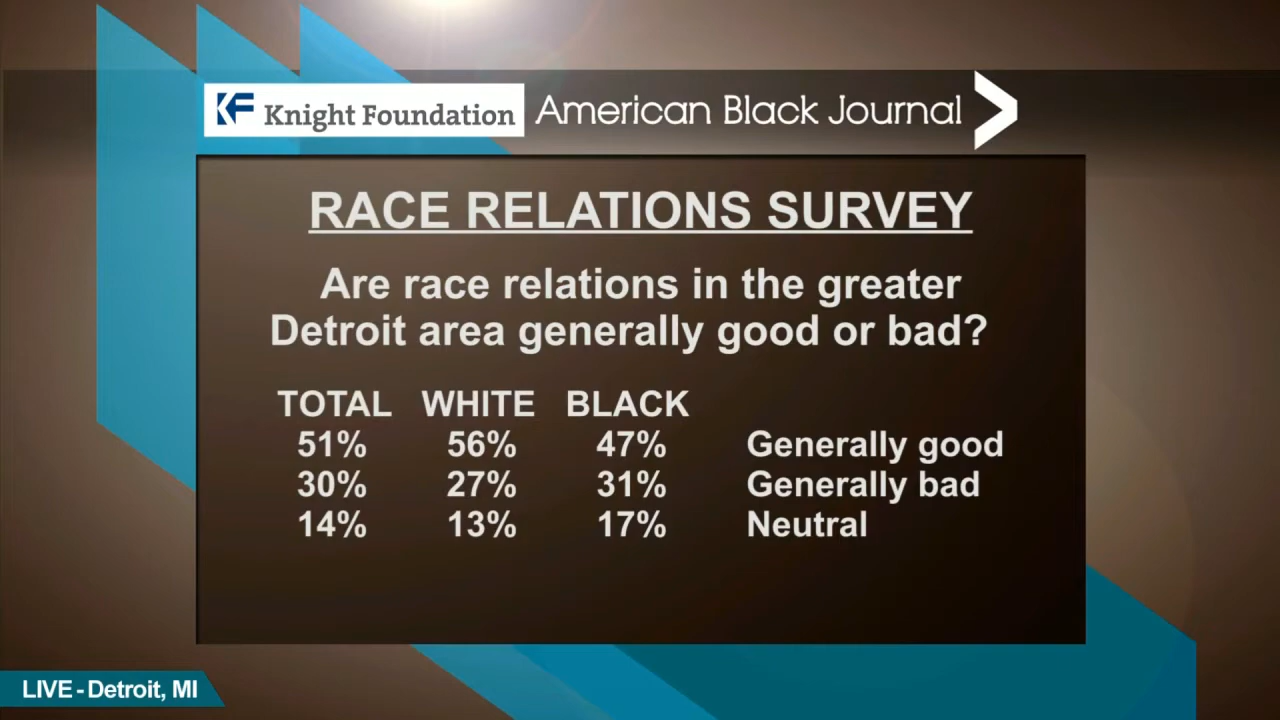 KF Knight Foundation American Black Journal
RACE RELATIONS SURVEY
Are race relations in the greater
Detroit area generally good or bad?
TOTAL WHITE BLACK
51% 56% 47% Generally good
30% 27% 31% Generally bad
14% 13% 17% Neutral
LIVE - Detroit, MI